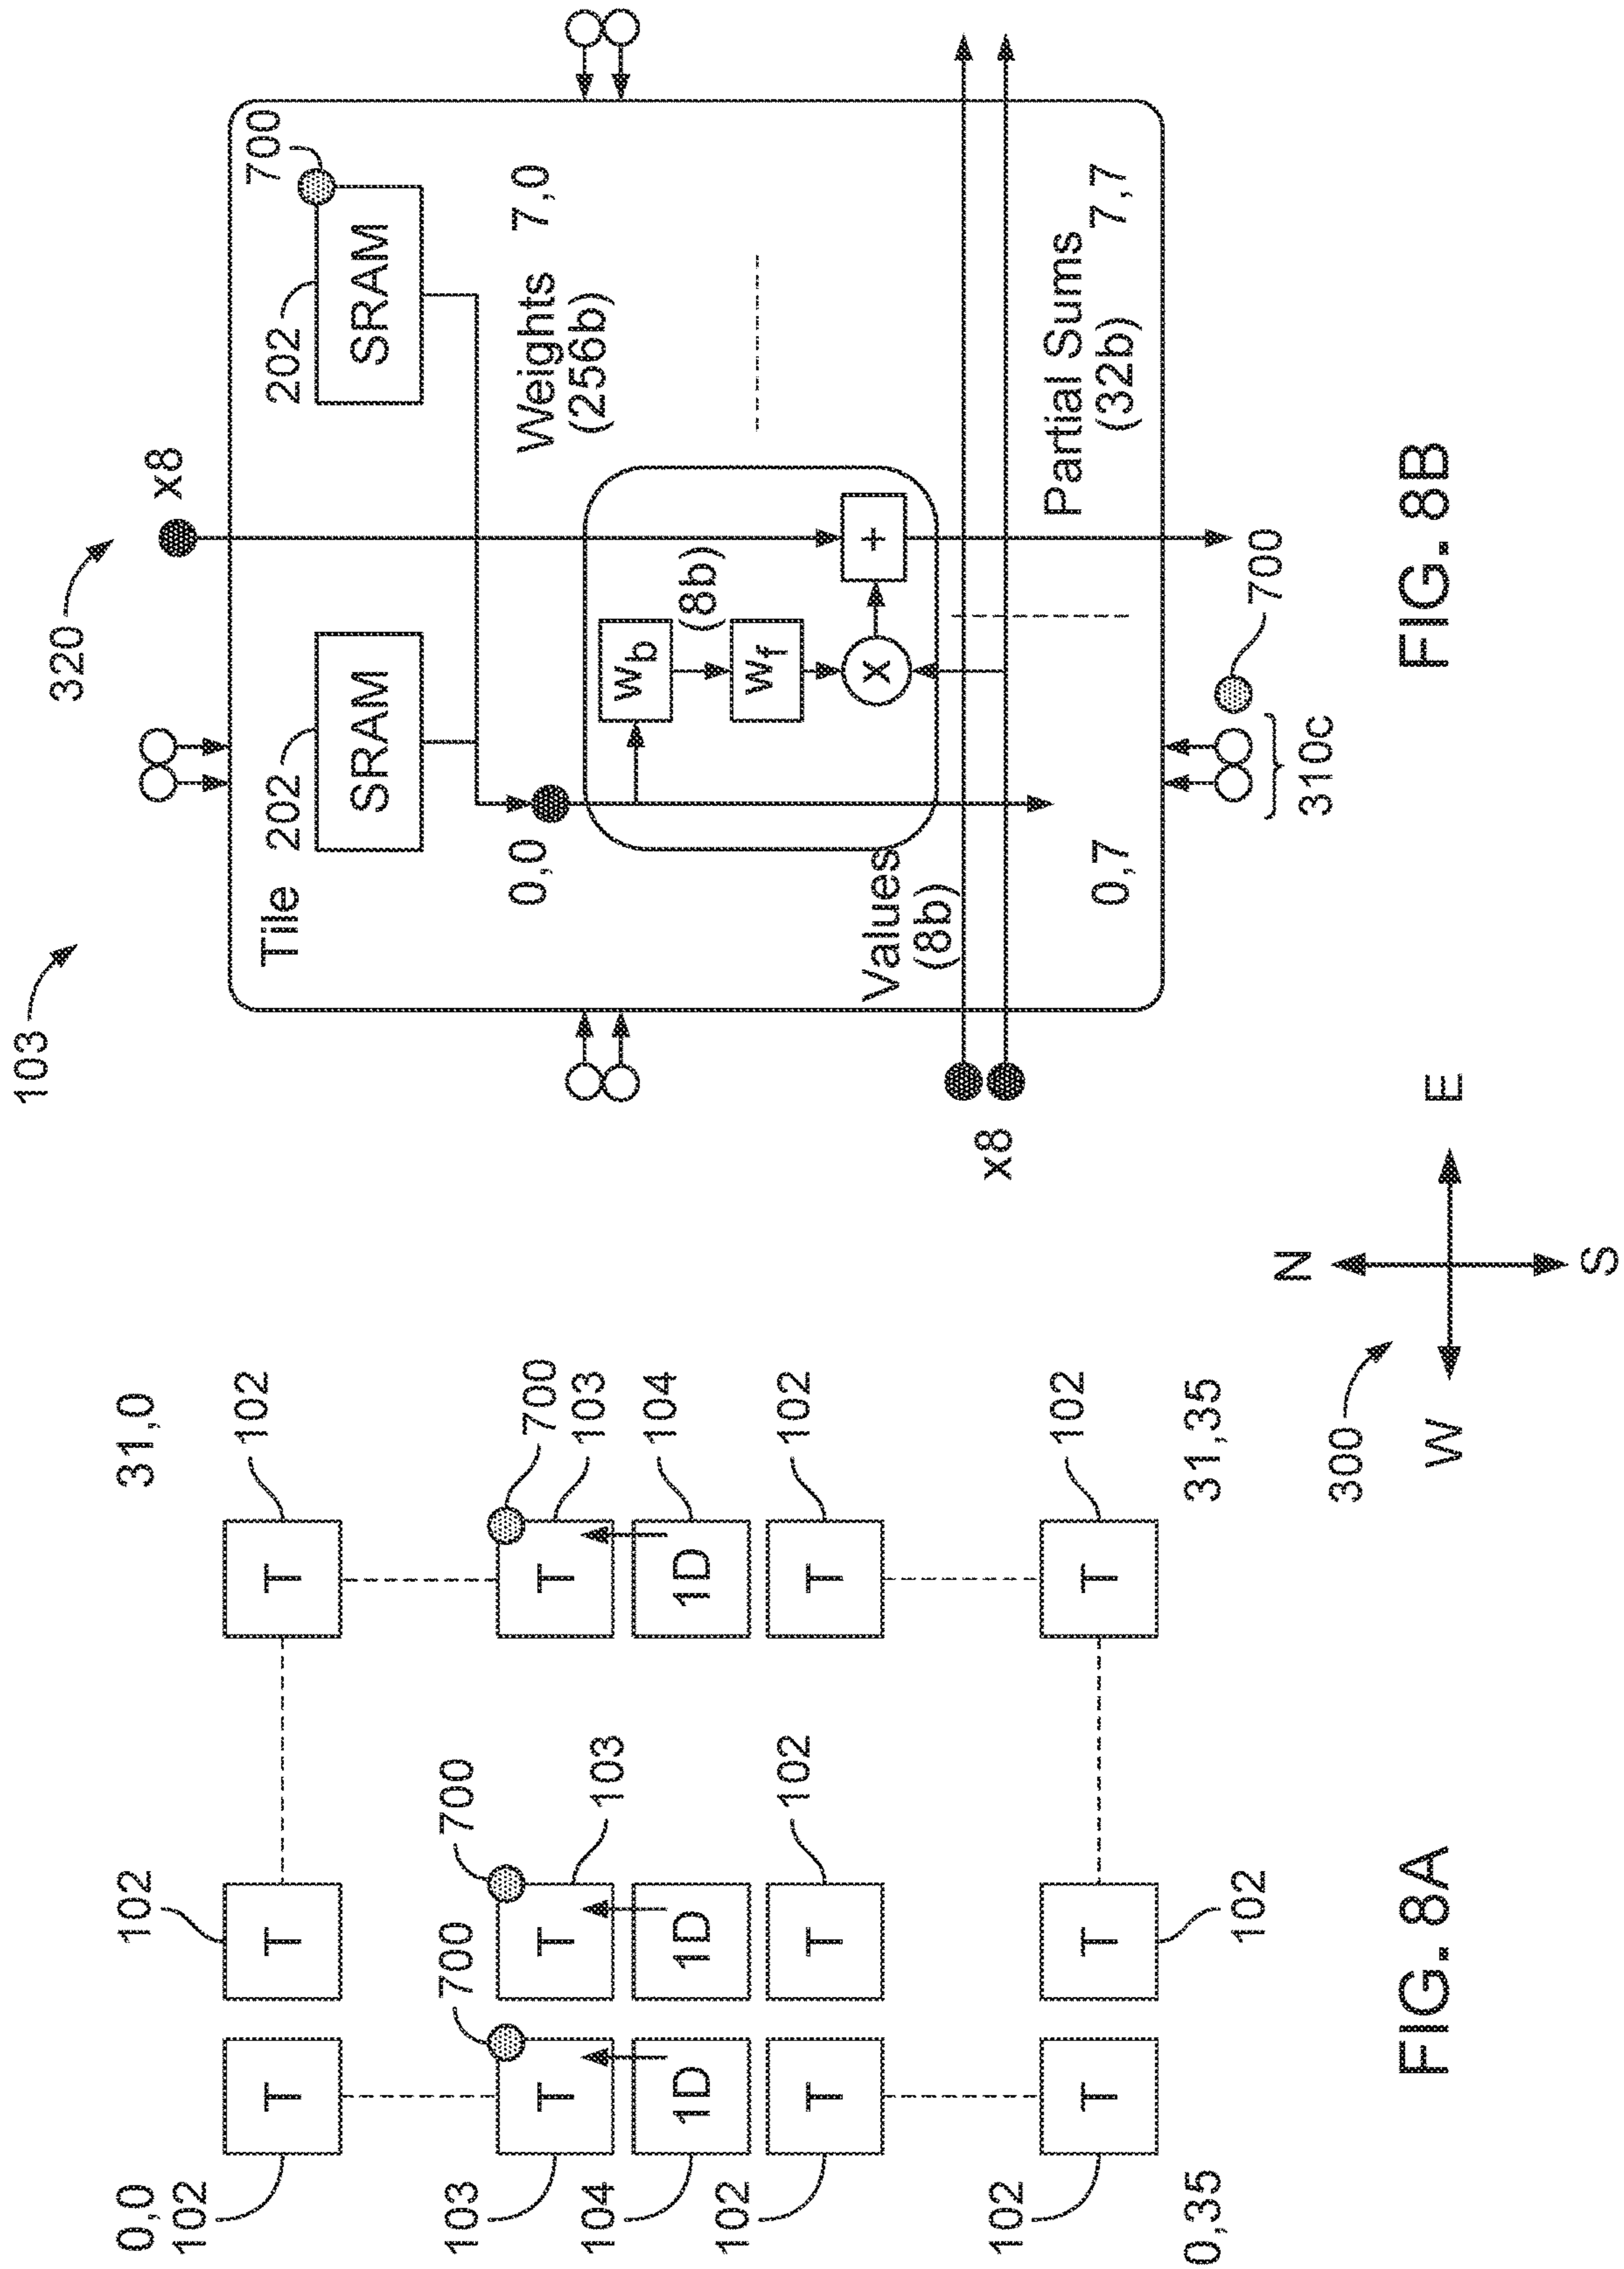 0,0 102 31,0
102 102
T T T
103 700 700 700
T T T
103 103
104 1D 1D 1D 104
102 102 102
T T T
102 102
T T T
0,35 102 31,35
FIG. 8A
300
N
W E
S
103
320
x8
Tile
202 SRAM
202 SRAM
700
0,0
Weights 7,0
(256b)
wb
(8b)
wf
x +
Values
(8b)
x8
Partial Sums
(32b)
0,7 7,7
310c
700
FIG. 8B